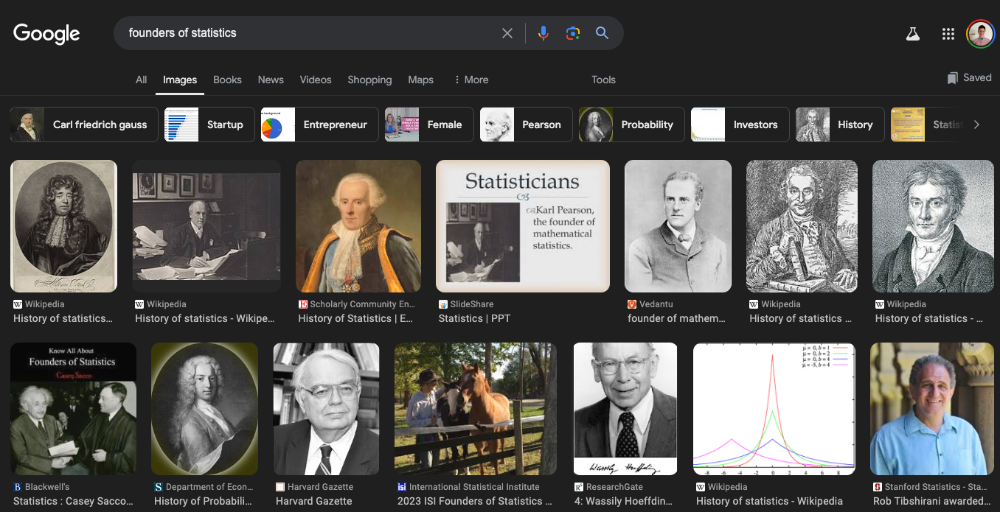 Google
founders of statistics
All
Images
Books
News
Videos
Shopping
Maps
More
Tools
Saved
Carl friedrich gauss
Startup
Entrepreneur
Female
Pearson
Probability
Investors
History
Statist
Statisticians
Karl Pearson,
the founder of
mathematical
statistics.
Wikipedia
History of statistics...
Wikipedia
History of statistics - Wikipe...
Scholarly Community En...
History of Statistics | E...
SlideShare
Statistics | PPT
Vedantu
founder of mathem...
Wikipedia
History of statistics ...
Wikipedia
History of statistics - ...
Know All About
Founders of Statistics
Casey Sacco
Wassily Hoeffding
μ = 0, b = 1
μ = 0, b = 2
μ = 0, b = 4
μ = -5, b = 4
-8 -6 -4 -2 0 2 4 6 8
Blackwell's
Statistics : Casey Sacco...
Department of Econ...
History of Probabili...
Harvard Gazette
Harvard Gazette
International Statistical Institute
2023 ISI Founders of Statistics ...
ResearchGate
4: Wassily Hoeffdin...
Wikipedia
History of statistics - Wikipedia
Stanford Statistics - Sta...
Rob Tibshirani awarded...